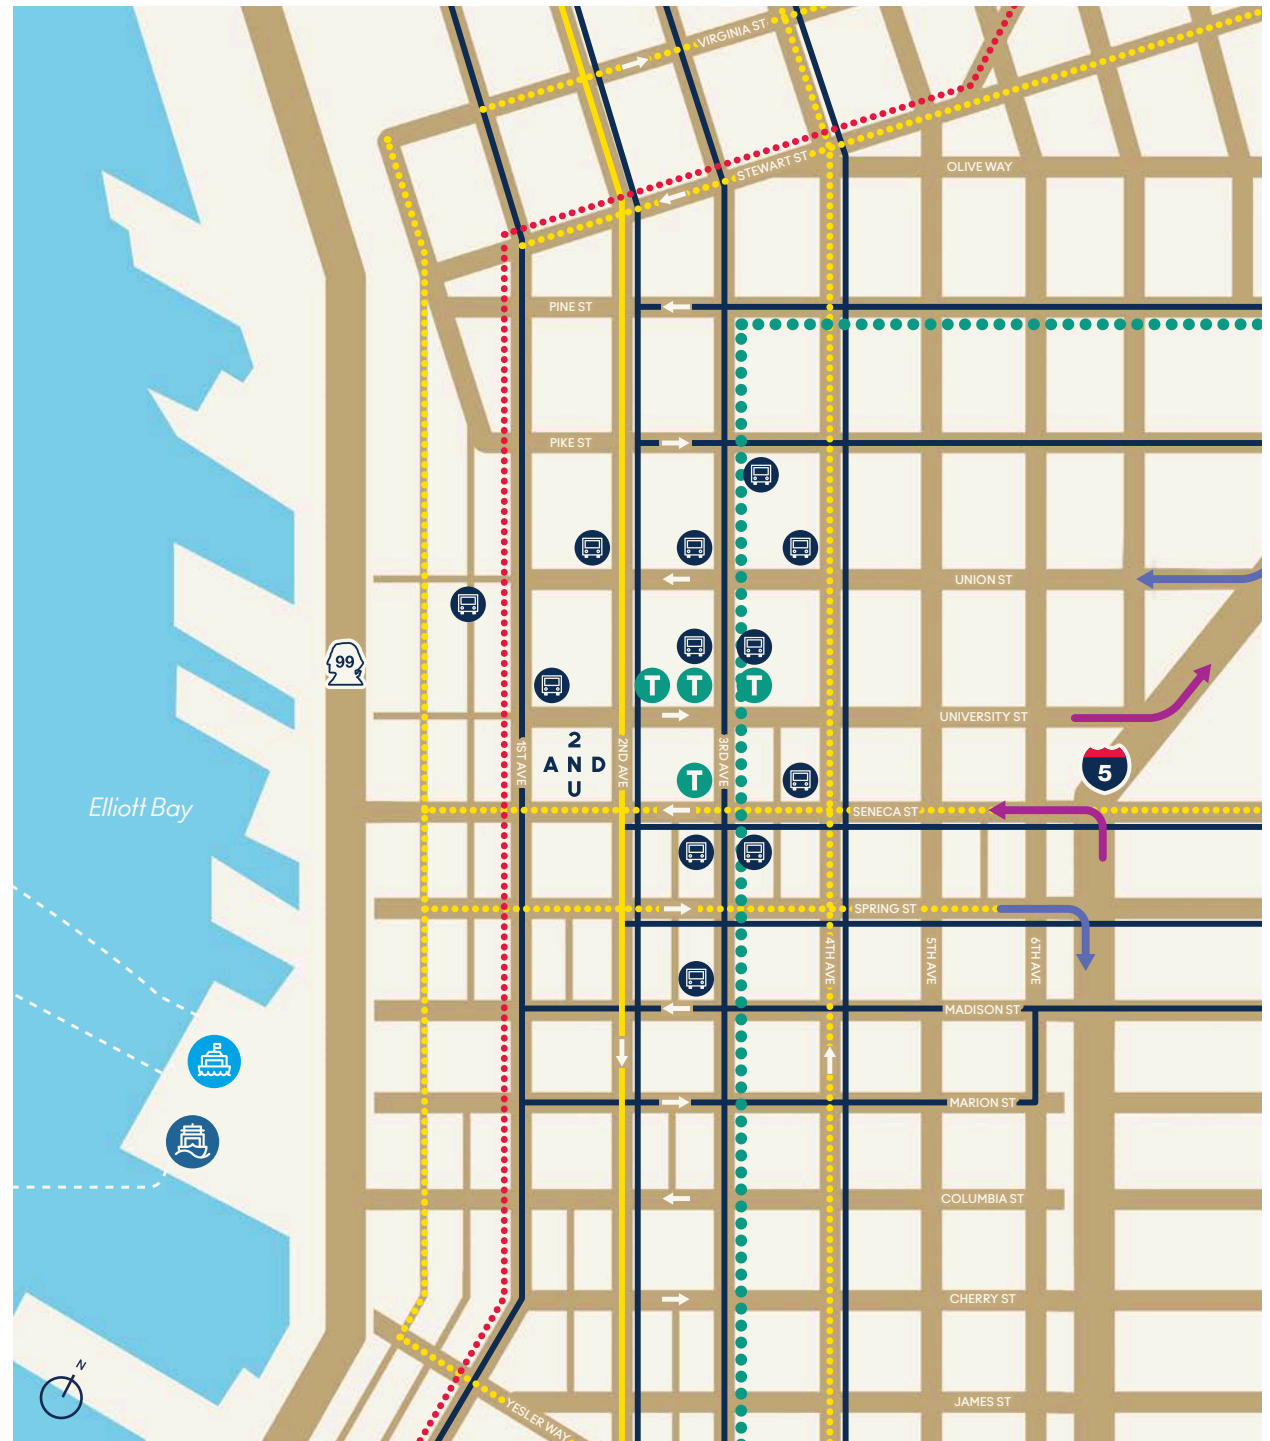 VIRGINIA ST
STEWART ST
OLIVE WAY
PINE ST
PIKE ST
UNION ST
99
T
T
T
UNIVERSITY ST
1ST AVE
2
AND
U
2ND AVE
3RD AVE
T
5
Elliott Bay
SENECA ST
SPRING ST
4TH AVE
5TH AVE
6TH AVE
MADISON ST
MARION ST
COLUMBIA ST
CHERRY ST
N
JAMES ST
YESLER WAY